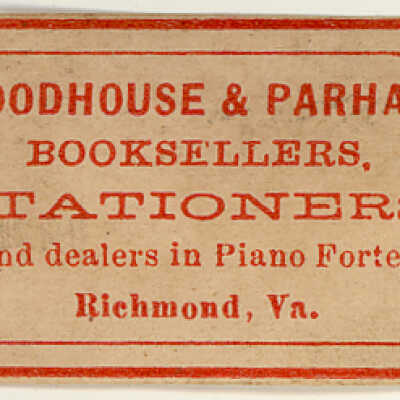 OODHOUSE & PARHA
BOOKSELLERS,
TATIONERS
nd dealers in Piano Forte
Richmond, Va.